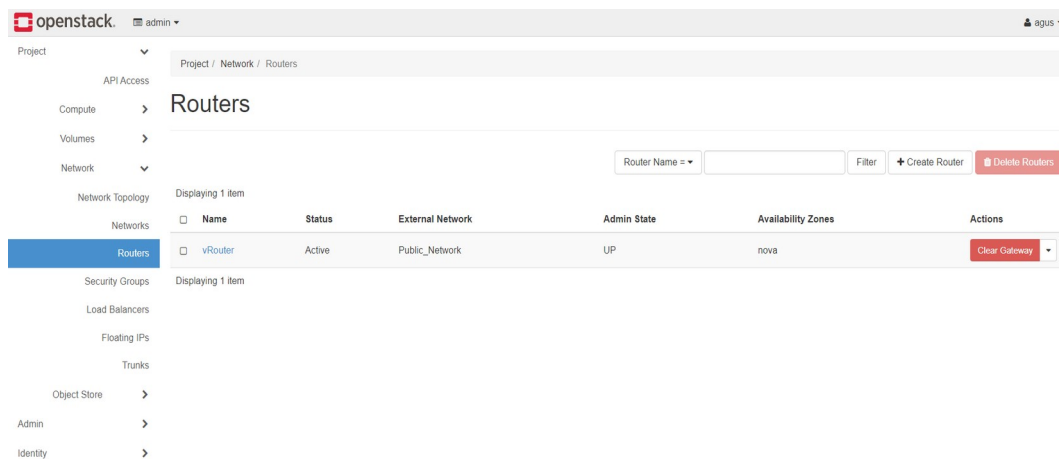 openstack. admin
agus
Project
API Access
Compute
Volumes
Network
Network Topology
Networks
Routers
Security Groups
Load Balancers
Floating IPs
Trunks
Object Store
Admin
Identity
Project / Network / Routers
Routers
Router Name = Filter + Create Router Delete Routers
Displaying 1 item
Name Status External Network Admin State Availability Zones Actions
vRouter Active Public_Network UP nova Clear Gateway
Displaying 1 item